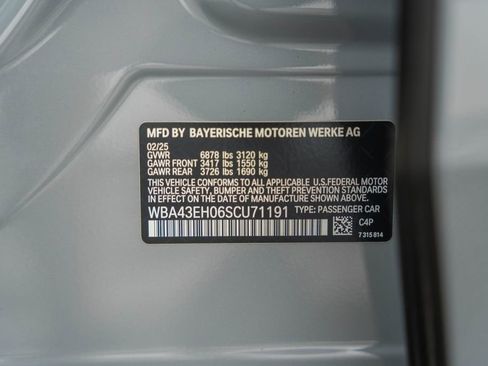 MFD BY BAYERISCHE MOTOREN WERKE AG
02/25
GVWR 6878 lbs 3120 kg
GAWR FRONT 3417 lbs 1550 kg
GAWR REAR 3726 lbs 1690 kg
THIS VEHICLE CONFORMS TO ALL APPLICABLE
U.S.FEDERAL MOTOR
VEHICLE SAFETY, BUMPER, AND THEFT PREVENTION STANDARDS
IN EFFECT ON THE DATE OF MANUFACTURE SHOWN ABOVE.
WBA43EH06SCU71191 TYPE: PASSENGER CAR
C4P
7 315 814